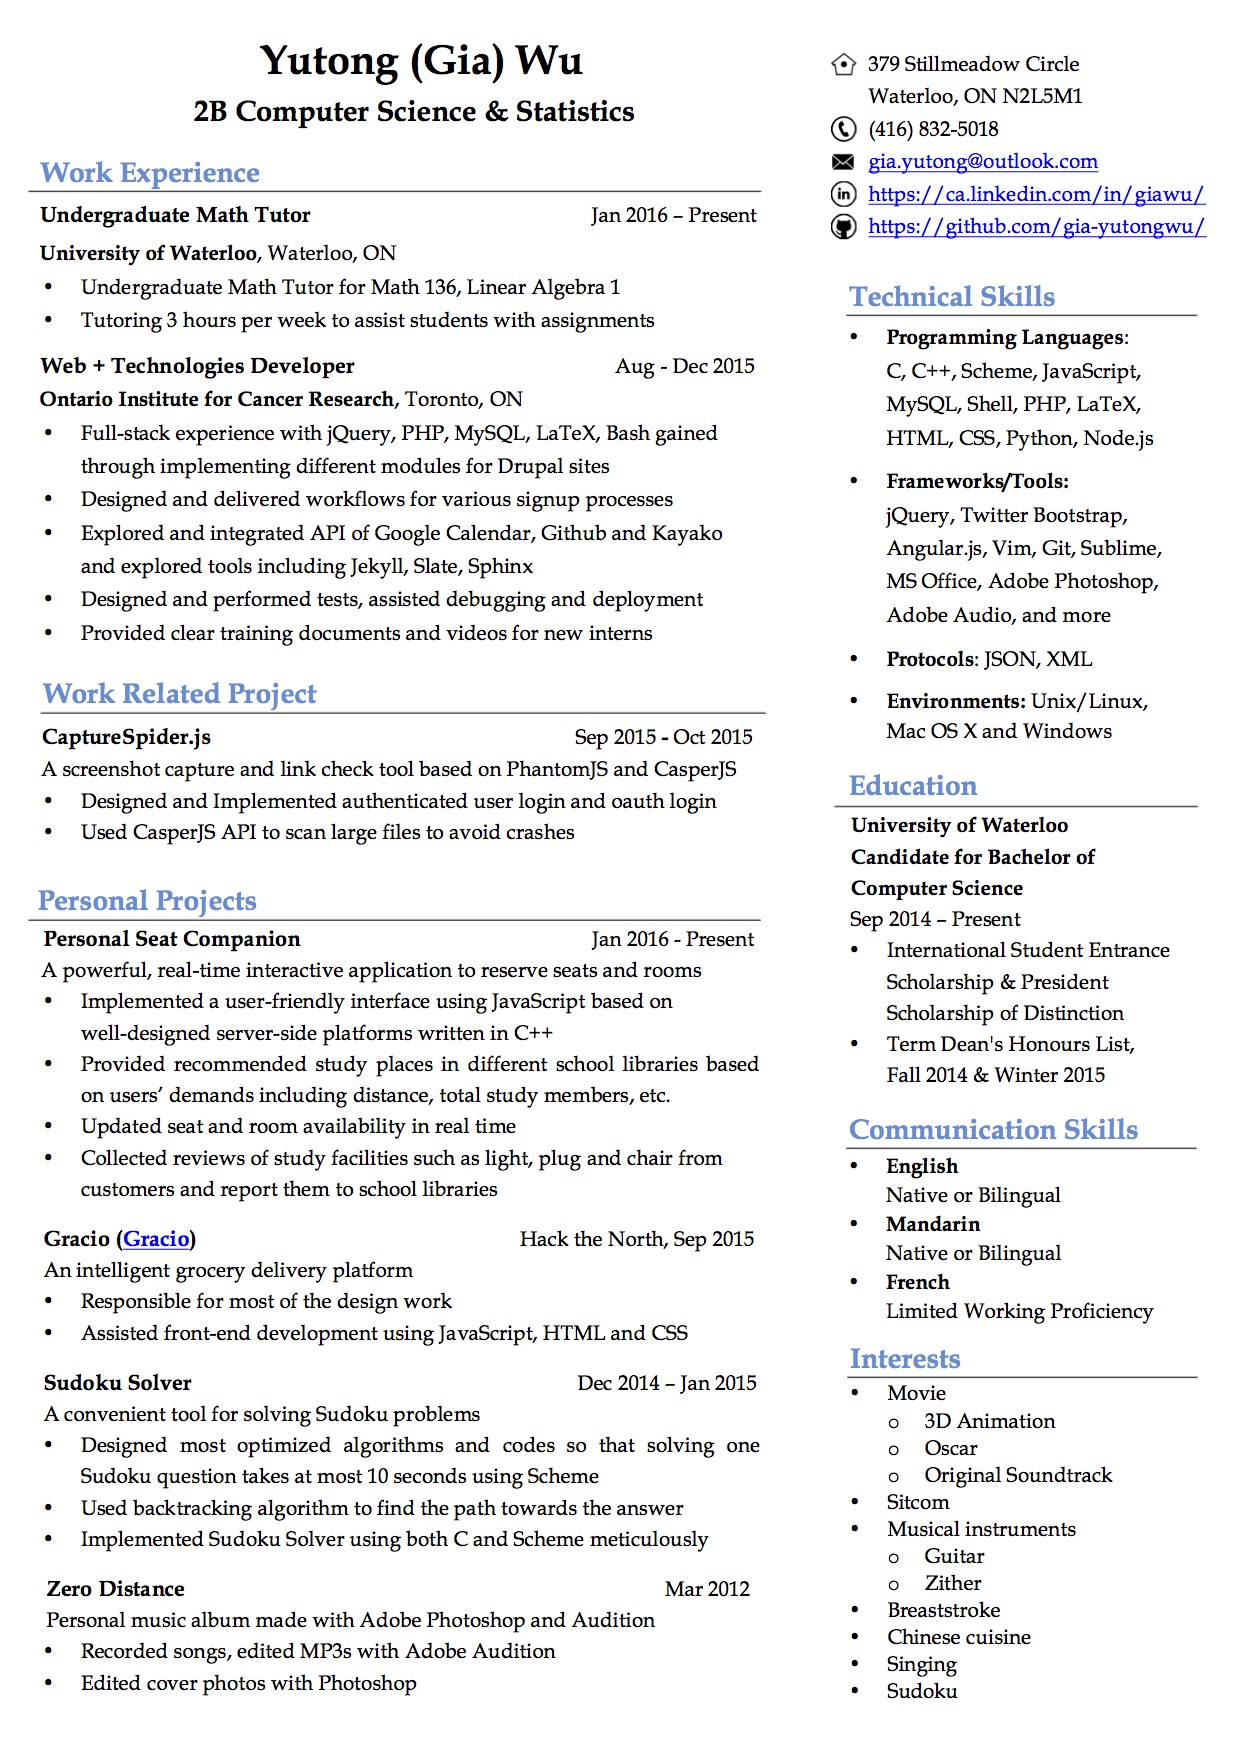 Yutong (Gia) Wu
2B Computer Science & Statistics
Work Experience
Undergraduate Math Tutor Jan 2016 – Present
University of Waterloo, Waterloo, ON
• Undergraduate Math Tutor for Math 136, Linear Algebra 1
• Tutoring 3 hours per week to assist students with assignments
Web + Technologies Developer Aug - Dec 2015
Ontario Institute for Cancer Research, Toronto, ON
• Full-stack experience with jQuery, PHP, MySQL, LaTeX, Bash gained
through implementing different modules for Drupal sites
• Designed and delivered workflows for various signup processes
• Explored and integrated API of Google Calendar, Github and Kayako
and explored tools including Jekyll, Slate, Sphinx
• Designed and performed tests, assisted debugging and deployment
• Provided clear training documents and videos for new interns
Work Related Project
CaptureSpider.js Sep 2015 - Oct 2015
A screenshot capture and link check tool based on PhantomJS and CasperJS
• Designed and Implemented authenticated user login and oauth login
• Used CasperJS API to scan large files to avoid crashes
Personal Projects
Personal Seat Companion Jan 2016 - Present
A powerful, real-time interactive application to reserve seats and rooms
• Implemented a user-friendly interface using JavaScript based on
well-designed server-side platforms written in C++
• Provided recommended study places in different school libraries based
on users’ demands including distance, total study members, etc.
• Updated seat and room availability in real time
• Collected reviews of study facilities such as light, plug and chair from
customers and report them to school libraries
Gracio (Gracio) Hack the North, Sep 2015
An intelligent grocery delivery platform
• Responsible for most of the design work
• Assisted front-end development using JavaScript, HTML and CSS
Sudoku Solver Dec 2014 – Jan 2015
A convenient tool for solving Sudoku problems
• Designed most optimized algorithms and codes so that solving one
Sudoku question takes at most 10 seconds using Scheme
• Used backtracking algorithm to find the path towards the answer
• Implemented Sudoku Solver using both C and Scheme meticulously
Zero Distance Mar 2012
Personal music album made with Adobe Photoshop and Audition
• Recorded songs, edited MP3s with Adobe Audition
• Edited cover photos with Photoshop
379 Stillmeadow Circle
Waterloo, ON N2L5M1
(416) 832-5018
gia.yutong@outlook.com
in https://ca.linkedin.com/in/giawu/
https://github.com/gia-yutongwu/
Technical Skills
• Programming Languages:
C, C++, Scheme, JavaScript,
MySQL, Shell, PHP, LaTeX,
HTML, CSS, Python, Node.js
• Frameworks/Tools:
jQuery, Twitter Bootstrap,
Angular.js, Vim, Git, Sublime,
MS Office, Adobe Photoshop,
Adobe Audio, and more
• Protocols: JSON, XML
• Environments: Unix/Linux,
Mac OS X and Windows
Education
University of Waterloo
Candidate for Bachelor of
Computer Science
Sep 2014 – Present
• International Student Entrance
Scholarship & President
Scholarship of Distinction
• Term Dean's Honours List,
Fall 2014 & Winter 2015
Communication Skills
• English
Native or Bilingual
• Mandarin
Native or Bilingual
• French
Limited Working Proficiency
Interests
• Movie
o 3D Animation
o Oscar
o Original Soundtrack
• Sitcom
• Musical instruments
o Guitar
o Zither
• Breaststroke
• Chinese cuisine
• Singing
• Sudoku